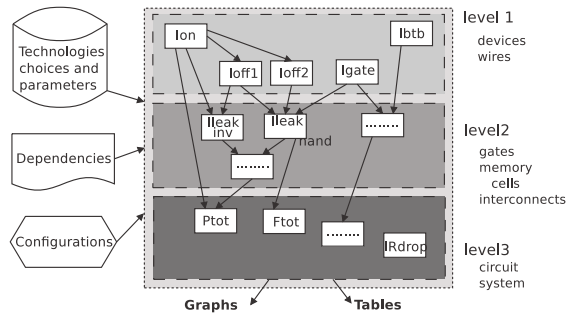 Technologies
choices and
parameters
Dependencies
Configurations
Ion
Ibtb
Ioff1
Ioff2
Igate
Ileak
inv
Ileak
nand
........
........
Ptot
Ftot
........
IRdrop
level 1
devices
wires
level2
gates
memory
cells
interconnects
level3
circuit
system
Graphs
Tables